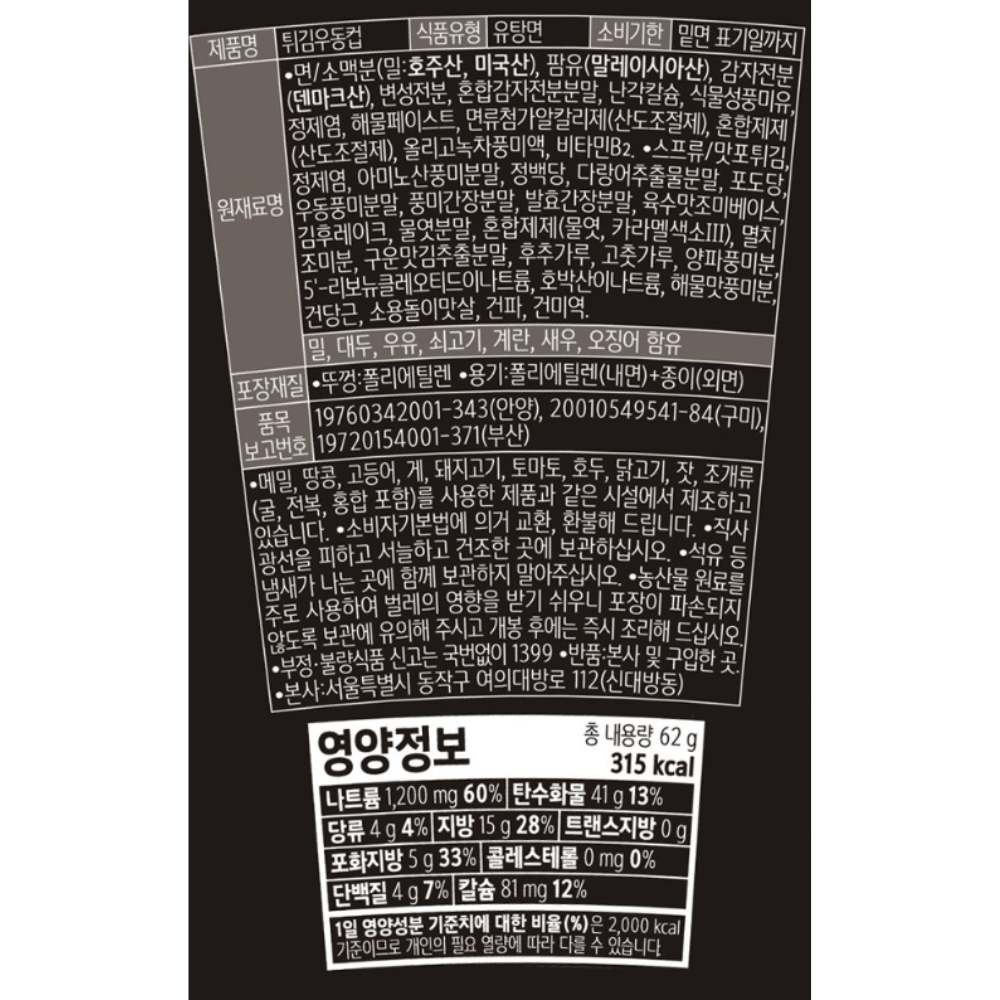 제품명 튀김우동컵 식품유형 유탕면 소비기한 밑면 표기일까지
원재료명
•면/소맥분(밀:호주산, 미국산), 팜유(말레이시아산), 감자전분
(덴마크산), 변성전분, 혼합감자전분분말, 난각칼슘, 식물성풍미유,
정제염, 해물페이스트, 면류첨가알칼리제(산도조절제), 혼합제제
(산도조절제), 올리고녹차풍미액, 비타민B2. •스프류/맛포튀김,
정제염, 아미노산풍미분말, 정백당, 다랑어추출물분말, 포도당,
우동풍미분말, 풍미간장분말, 발효간장분말, 육수맛조미베이스,
김후레이크, 물엿분말, 혼합제제(물엿, 카라멜색소III), 멸치
조미분, 구운맛김추출분말, 후추가루, 고춧가루, 양파풍미분,
5'-리보뉴클레오티드이나트륨, 호박산이나트륨, 해물맛풍미분,
건당근, 소용돌이맛살, 건파, 건미역.
밀, 대두, 우유, 쇠고기, 계란, 새우, 오징어 함유
포장재질 •뚜껑:폴리에틸렌 •용기:폴리에틸렌(내면)+종이(외면)
품목
보고번호
19760342001-343(안양), 20010549541-84(구미),
19720154001-371(부산)
•메밀, 땅콩, 고등어, 게, 돼지고기, 토마토, 호두, 닭고기, 잣, 조개류
(굴, 전복, 홍합 포함)를 사용한 제품과 같은 시설에서 제조하고
있습니다. •소비자기본법에 의거 교환, 환불해 드립니다. •직사
광선을 피하고 서늘하고 건조한 곳에 보관하십시오. •석유 등
냄새가 나는 곳에 함께 보관하지 말아주십시오. •농산물 원료를
주로 사용하여 벌레의 영향을 받기 쉬우니 포장이 파손되지
않도록 보관에 유의해 주시고 개봉 후에는 즉시 조리해 드십시오.
•부정·불량식품 신고는 국번없이 1399 •반품:본사 및 구입한 곳.
•본사:서울특별시 동작구 여의대방로 112(신대방동)
영양정보 총 내용량 62 g
315 kcal
나트륨 1,200 mg 60% 탄수화물 41 g 13%
당류 4 g 4% 지방 15 g 28% 트랜스지방 0 g
포화지방 5 g 33% 콜레스테롤 0 mg 0%
단백질 4 g 7% 칼슘 81 mg 12%
1일 영양성분 기준치에 대한 비율(%)은 2,000 kcal
기준이므로 개인의 필요 열량에 따라 다를 수 있습니다.